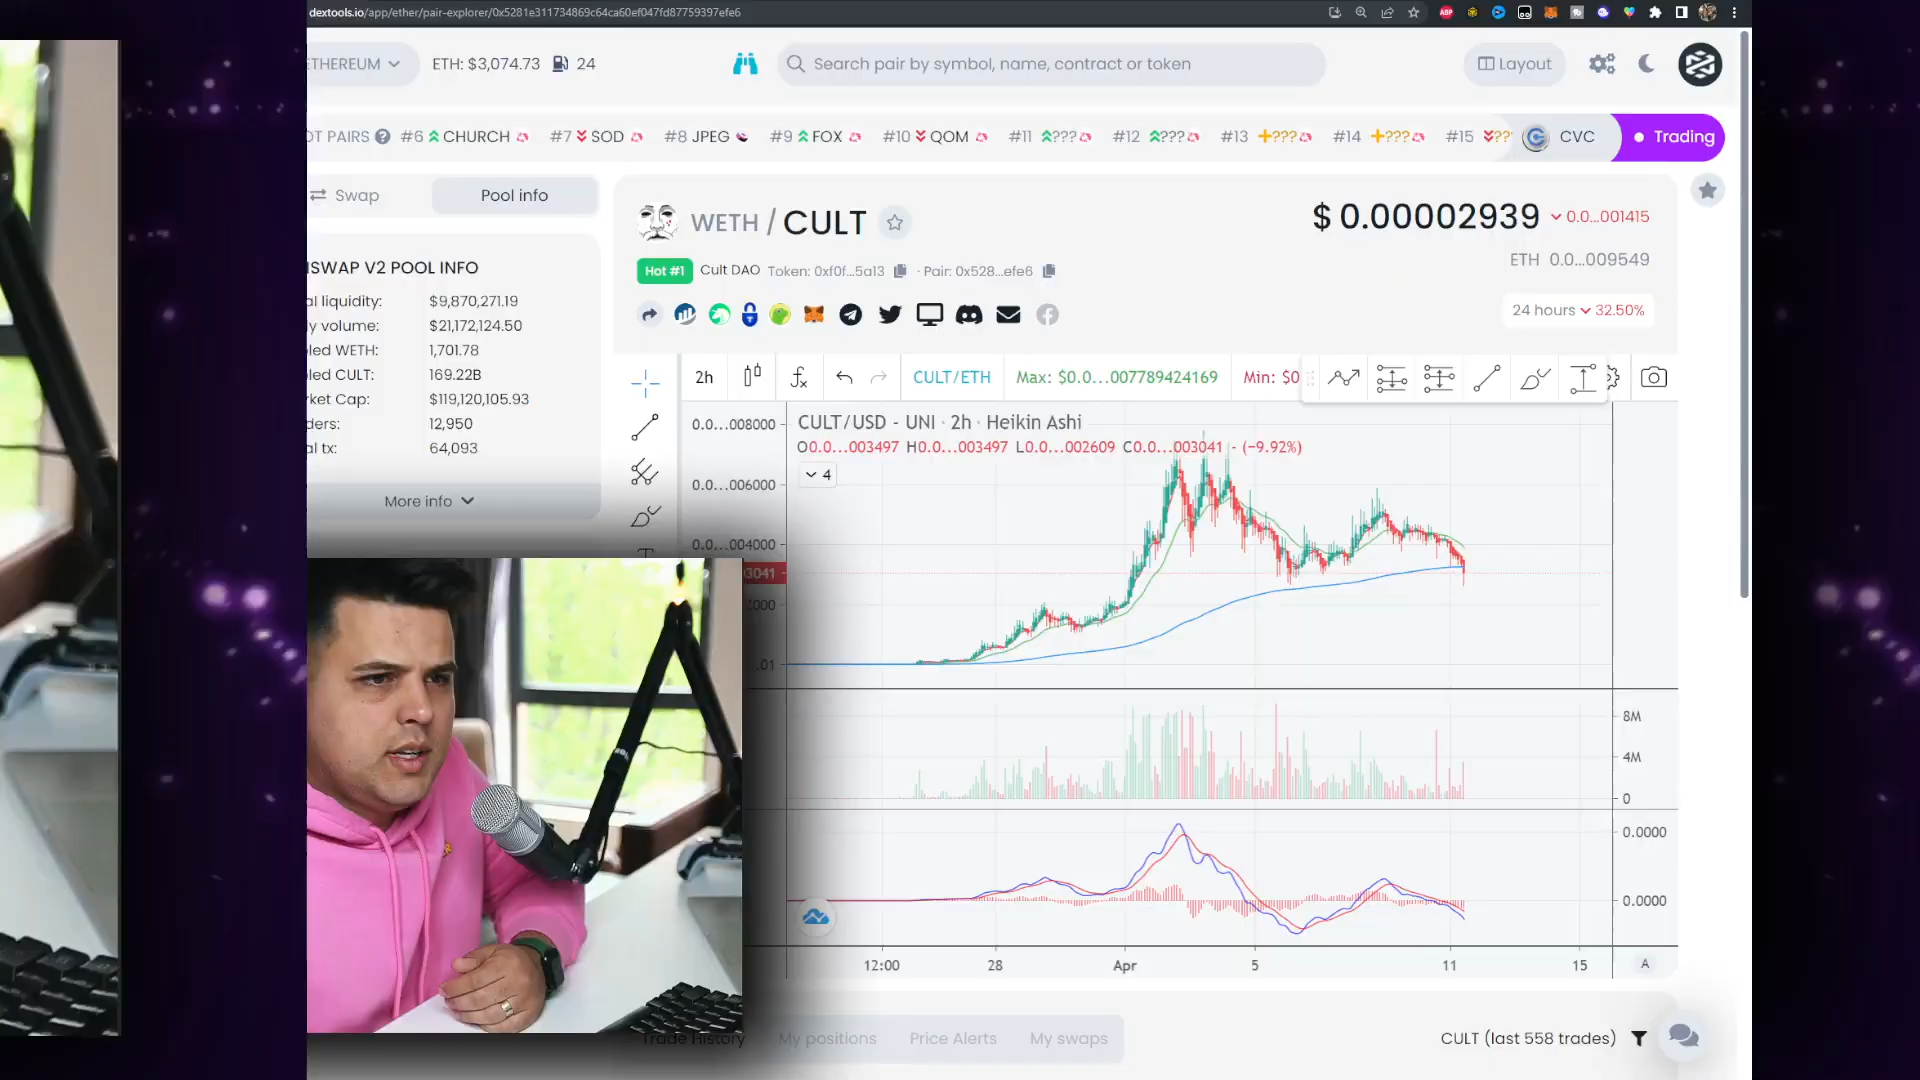 dextools.io/app/ether/pair-explorer/0x5281e311734869c64ca60ef047fd87759397efe6
ETHEREUM ETH: $3,074.73 24 Search pair by symbol, name, contract or token Layout
OT PAIRS #6 CHURCH #7 SOD #8 JPEG #9 FOX #10 QOM #11 ??? #12 ??? #13 ??? #14 ??? #15 ?? CVC Trading
Swap Pool info
WETH / CULT $ 0.00002939 0.0...001415
ETH 0.0...009549
Hot #1 Cult DAO Token: 0xf0f...5a13 · Pair: 0x528...efe6
24 hours 32.50%
ISWAP V2 POOL INFO
al liquidity: $9,870,271.19
y volume: $21,172,124.50
led WETH: 1,701.78
led CULT: 169.22B
ket Cap: $119,120,105.93
ders: 12,950
al tx: 64,093
More info
2h CULT/ETH Max: $0.0...007789424169 Min: $0
CULT/USD - UNI · 2h · Heikin Ashi
O0.0...003497 H0.0...003497 L0.0...002609 C0.0...003041 - (−9.92%)
4
0.0...008000
0.0...006000
0.0...004000
3041
2000
.01
8M
4M
0
0.0000
0.0000
12:00 28 Apr 5 11 15 A
Trade History My positions Price Alerts My swaps CULT (last 558 trades)